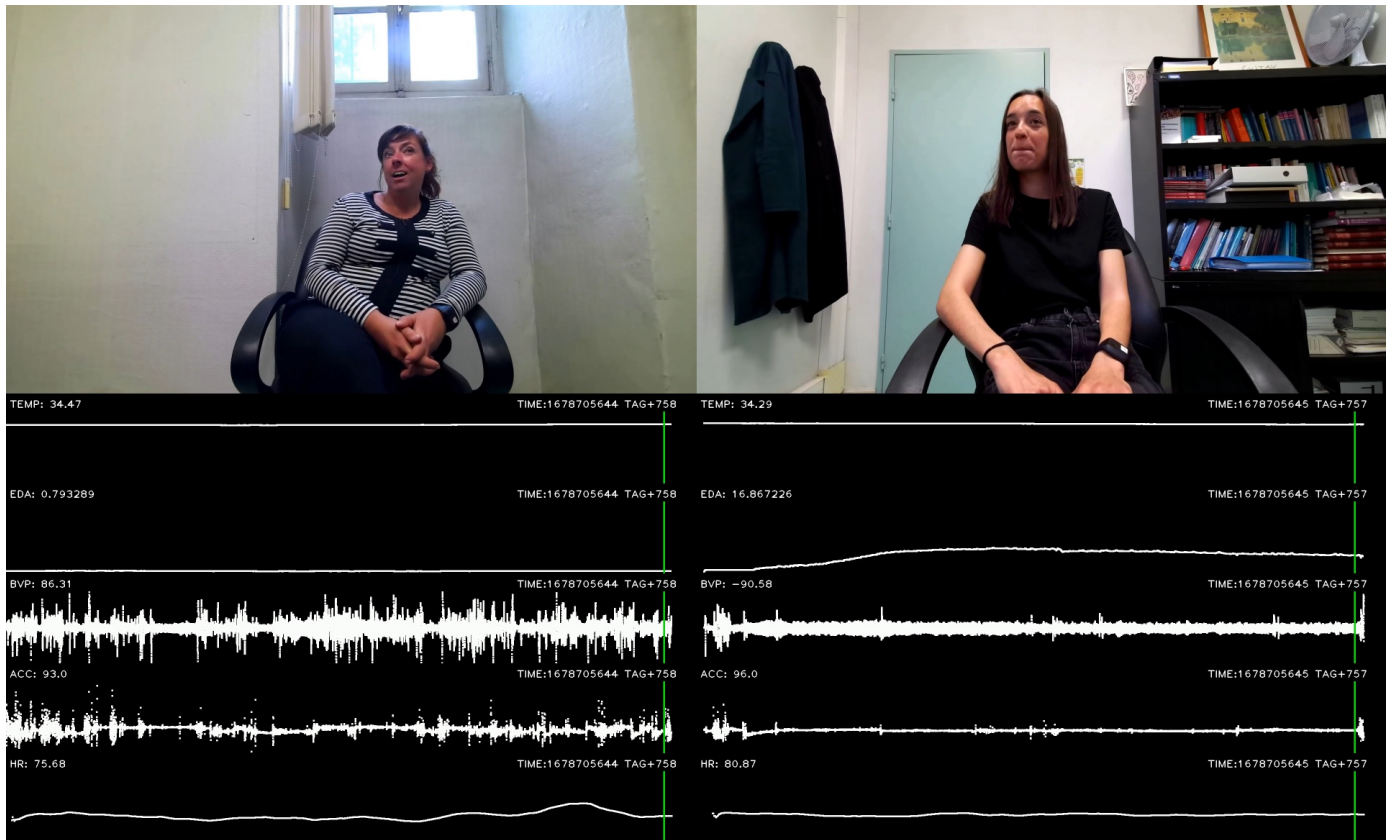 TEMP: 34.47 TIME:1678705644 TAG+758
EDA: 0.793289 TIME:1678705644 TAG+758
BVP: 86.31 TIME:1678705644 TAG+758
ACC: 93.0 TIME:1678705644 TAG+758
HR: 75.68 TIME:1678705644 TAG+758
TEMP: 34.29 TIME:1678705645 TAG+757
EDA: 16.867226 TIME:1678705645 TAG+757
BVP: -90.58 TIME:1678705645 TAG+757
ACC: 96.0 TIME:1678705645 TAG+757
HR: 80.87 TIME:1678705645 TAG+757